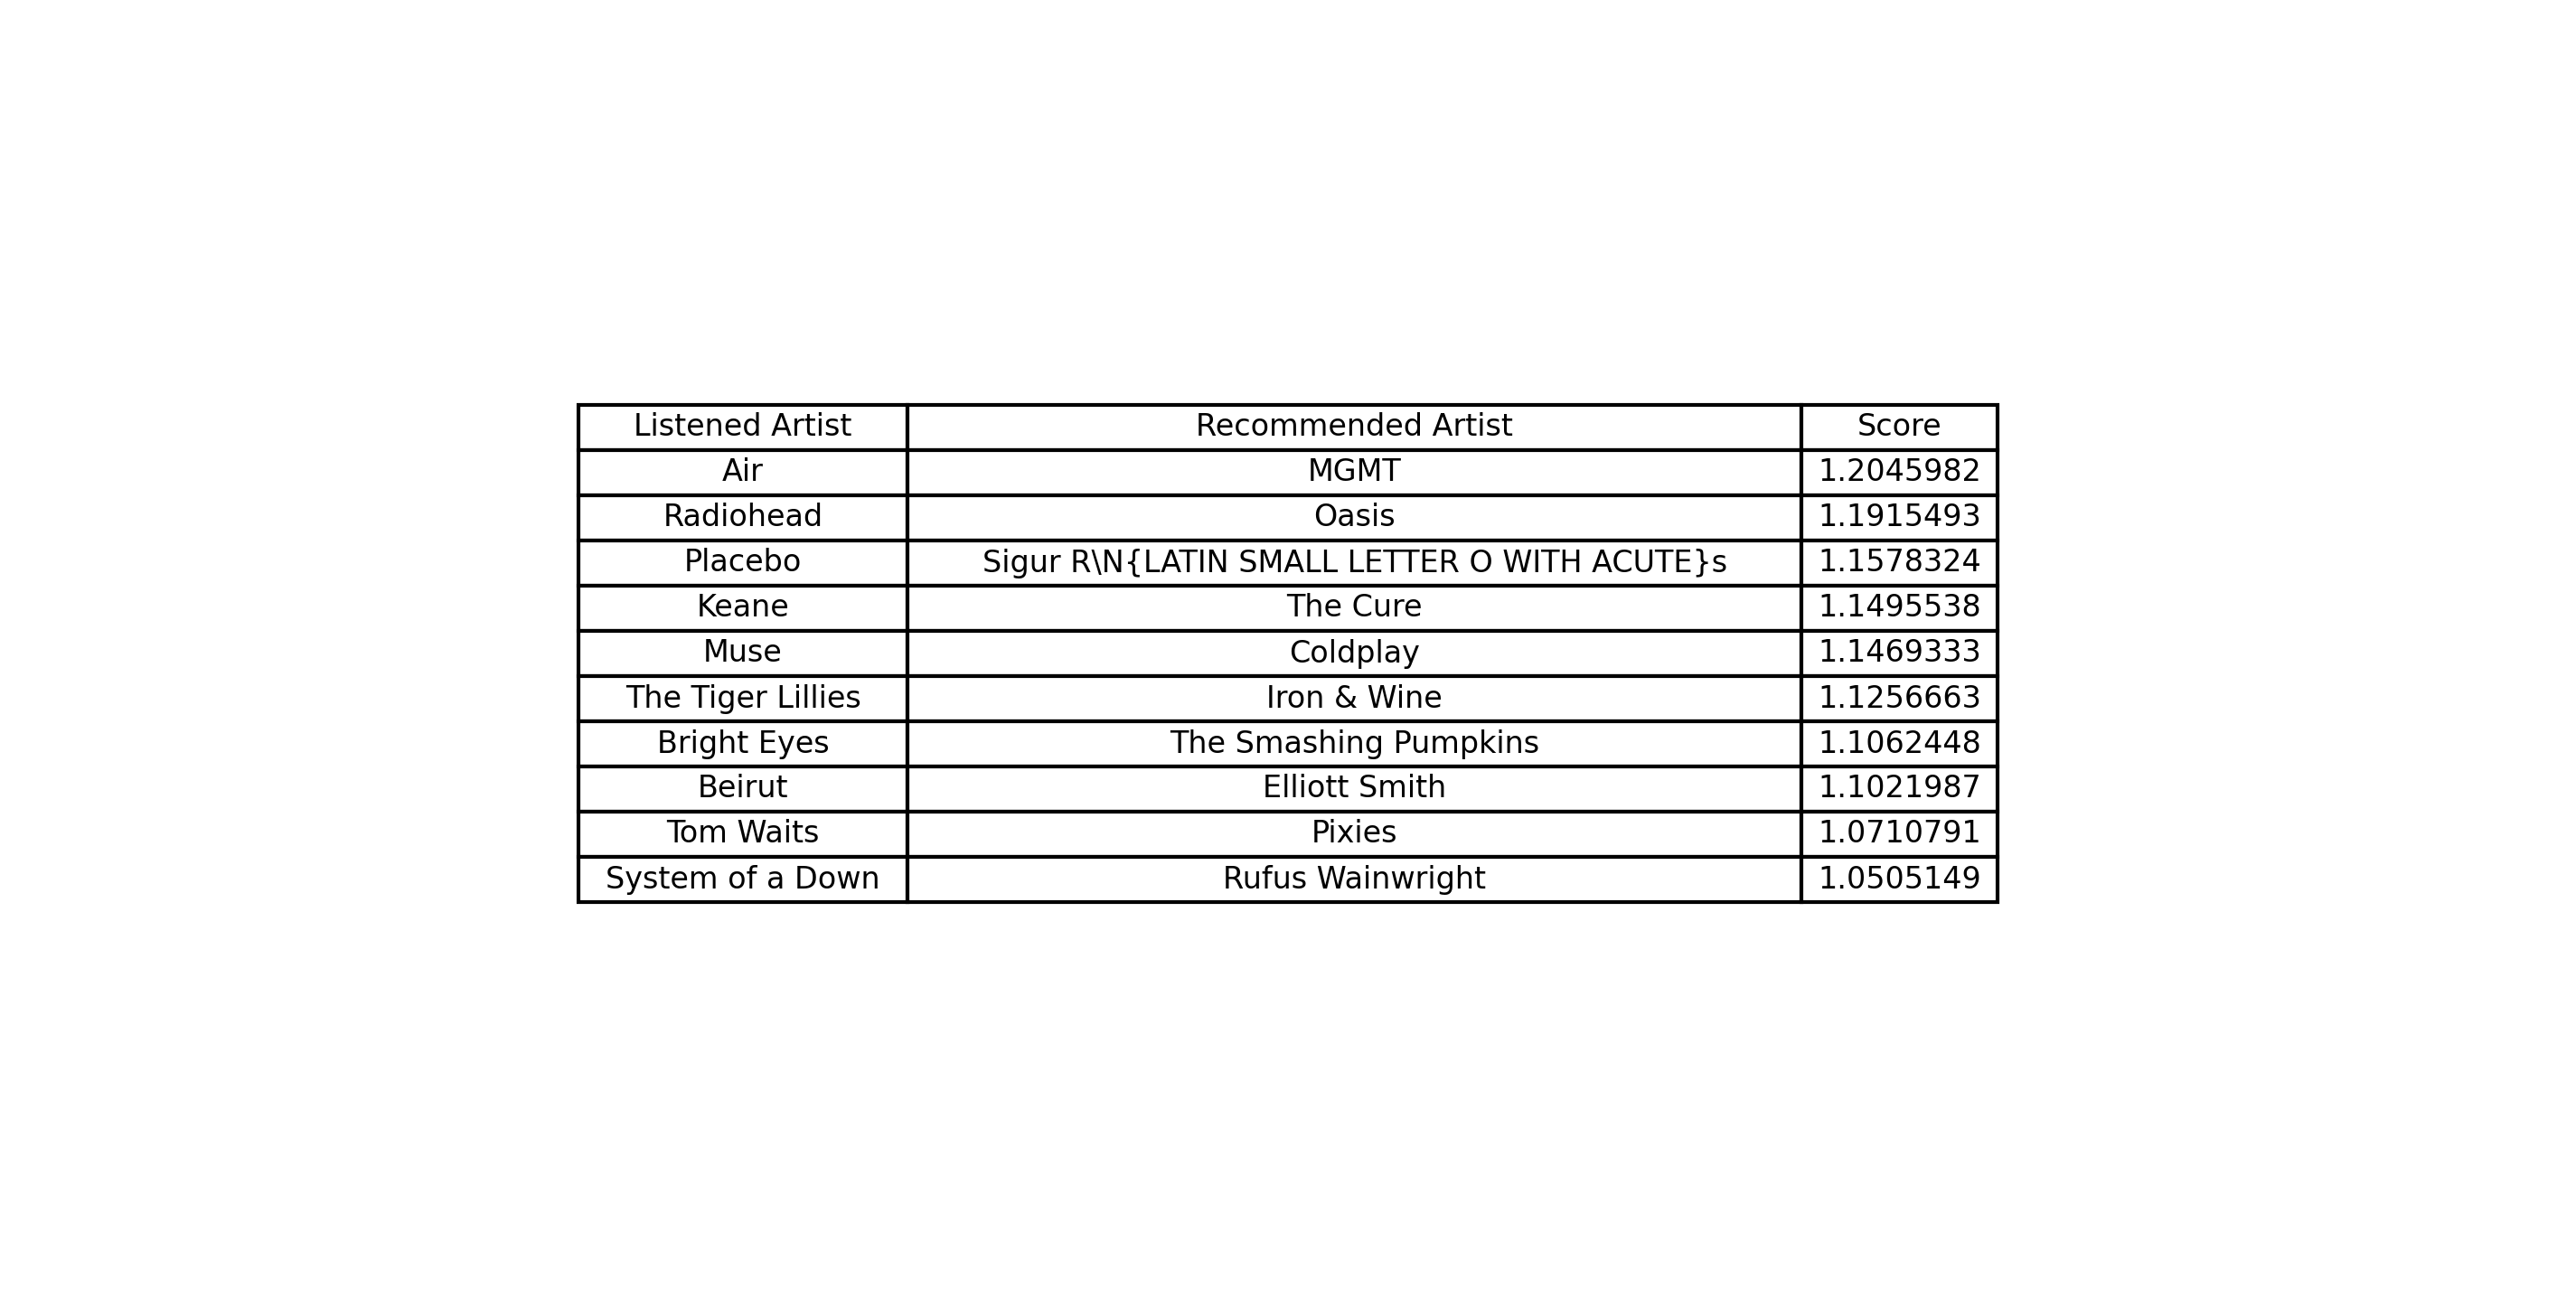 Listened Artist Recommended Artist Score
Air MGMT 1.2045982
Radiohead Oasis 1.1915493
Placebo Sigur R\N{LATIN SMALL LETTER O WITH ACUTE}s 1.1578324
Keane The Cure 1.1495538
Muse Coldplay 1.1469333
The Tiger Lillies Iron & Wine 1.1256663
Bright Eyes The Smashing Pumpkins 1.1062448
Beirut Elliott Smith 1.1021987
Tom Waits Pixies 1.0710791
System of a Down Rufus Wainwright 1.0505149